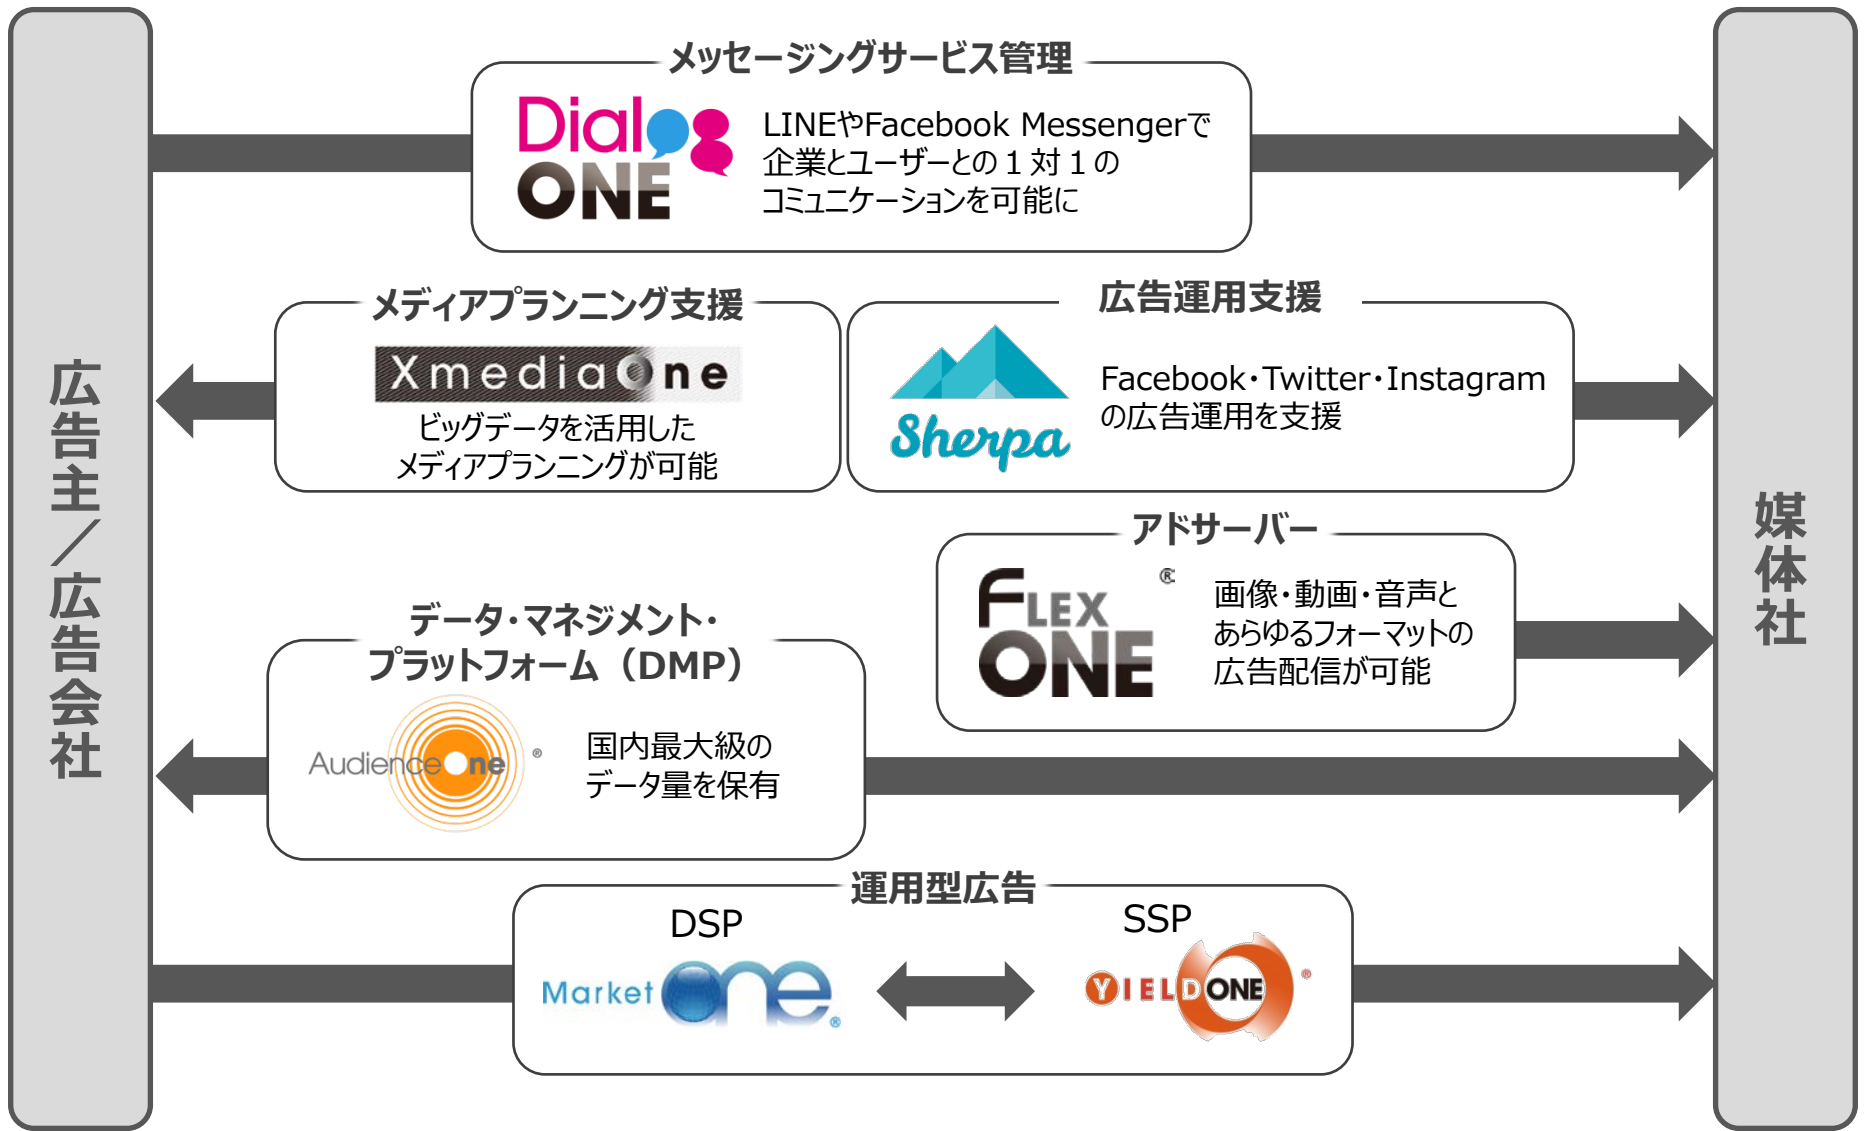 広告主／広告会社
メッセージングサービス管理
Dialog
ONE
LINEやFacebook Messengerで
企業とユーザーとの１対１の
コミュニケーションを可能に
メディアプランニング支援
XmediaOne
ビッグデータを活用した
メディアプランニングが可能
広告運用支援
Sherpa
Facebook・Twitter・Instagram
の広告運用を支援
アドサーバー
FLEX
ONE
®
画像・動画・音声と
あらゆるフォーマットの
広告配信が可能
データ・マネジメント・
プラットフォーム（DMP）
AudienceOne®
国内最大級の
データ量を保有
運用型広告
DSP
MarketOne®
SSP
YIELDONE®
媒体社